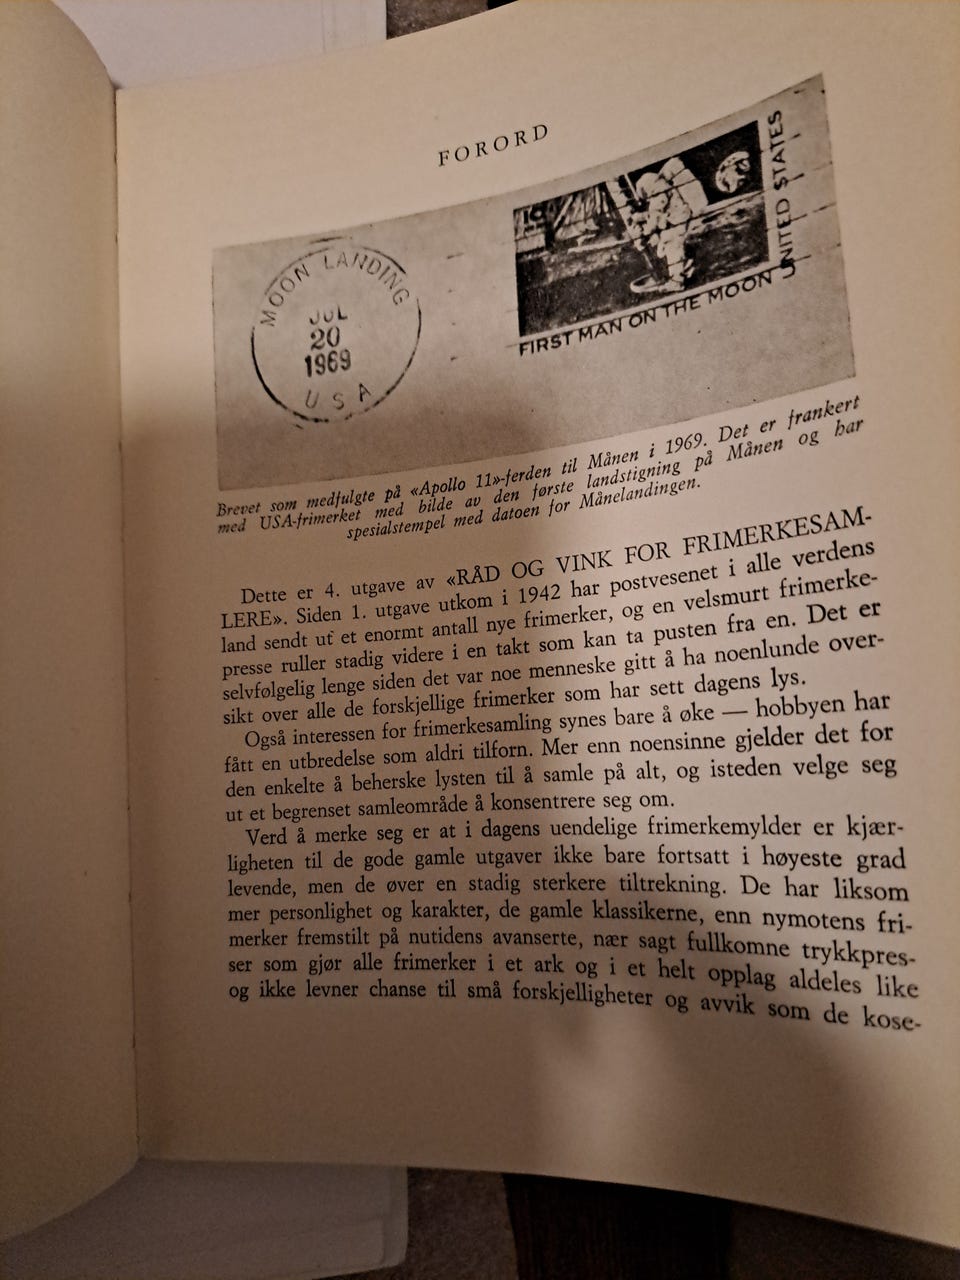 FORORD
MOON LANDING
JUL
20
1969
USA
FIRST MAN ON THE MOON
UNITED STATES
Brevet som medfulgte på «Apollo 11»-ferden til Månen i 1969. Det er frankert
med USA-frimerket med bilde av den første landstigning på Månen og har
spesialstempel med datoen for Månelandingen.
Dette er 4. utgave av «RÅD OG VINK FOR FRIMERKESAM-
LERE». Siden 1. utgave utkom i 1942 har postvesenet i alle verdens
land sendt ut et enormt antall nye frimerker, og en velsmurt frimerke-
presse ruller stadig videre i en takt som kan ta pusten fra en. Det er
selvfølgelig lenge siden det var noe menneske gitt å ha noenlunde over-
sikt over alle de forskjellige frimerker som har sett dagens lys.
Også interessen for frimerkesamling synes bare å øke — hobbyen har
fått en utbredelse som aldri tilforn. Mer enn noensinne gjelder det for
den enkelte å beherske lysten til å samle på alt, og isteden velge seg
ut et begrenset samleområde å konsentrere seg om.
Verd å merke seg er at i dagens uendelige frimerkemylder er kjær-
ligheten til de gode gamle utgaver ikke bare fortsatt i høyeste grad
levende, men de øver en stadig sterkere tiltrekning. De har liksom
mer personlighet og karakter, de gamle klassikerne, enn nymotens fri-
merker fremstilt på nutidens avanserte, nær sagt fullkomne trykkpres-
ser som gjør alle frimerker i et ark og i et helt opplag aldeles like
og ikke levner chanse til små forskjelligheter og avvik som de kose-